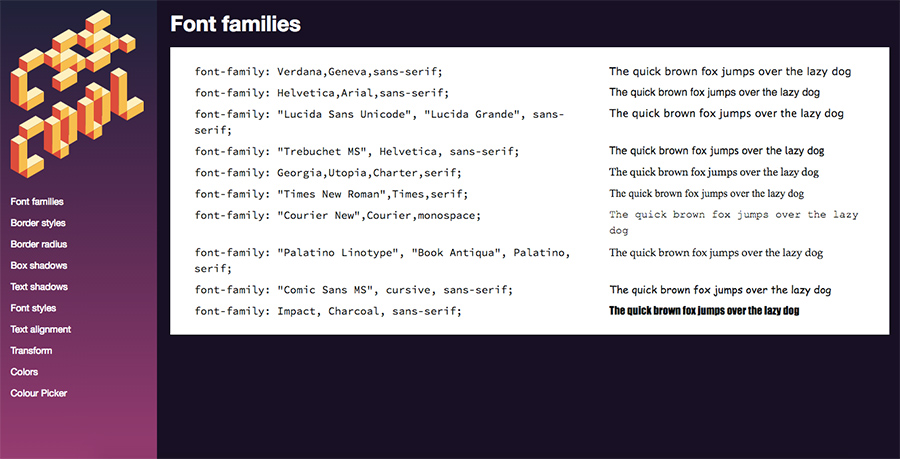 CSS
COOL
Font families
Border styles
Border radius
Box shadows
Text shadows
Font styles
Text alignment
Transform
Colors
Colour Picker
Font families
font-family: Verdana,Geneva,sans-serif;
The quick brown fox jumps over the lazy dog
font-family: Helvetica,Arial,sans-serif;
The quick brown fox jumps over the lazy dog
font-family: "Lucida Sans Unicode", "Lucida Grande", sans-
serif;
The quick brown fox jumps over the lazy dog
font-family: "Trebuchet MS", Helvetica, sans-serif;
The quick brown fox jumps over the lazy dog
font-family: Georgia,Utopia,Charter,serif;
The quick brown fox jumps over the lazy dog
font-family: "Times New Roman",Times,serif;
The quick brown fox jumps over the lazy dog
font-family: "Courier New",Courier,monospace;
The quick brown fox jumps over the lazy
dog
font-family: "Palatino Linotype", "Book Antiqua", Palatino,
serif;
The quick brown fox jumps over the lazy dog
font-family: "Comic Sans MS", cursive, sans-serif;
The quick brown fox jumps over the lazy dog
font-family: Impact, Charcoal, sans-serif;
The quick brown fox jumps over the lazy dog